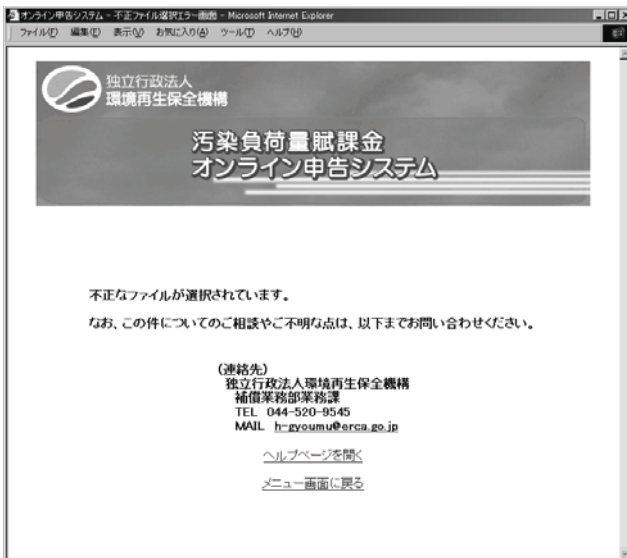 オンライン申告システム - 不正ファイル選択エラー画面 - Microsoft Internet Explorer
ファイル(F) 編集(E) 表示(V) お気に入り(A) ツール(T) ヘルプ(H)
独立行政法人
環境再生保全機構
汚染負荷量賦課金
オンライン申告システム
不正なファイルが選択されています。
なお、この件についてのご相談やご不明な点は、以下までお問い合わせください。
(連絡先)
独立行政法人環境再生保全機構
補償業務部業務課
TEL 044-520-9545
MAIL h-gyoumu@erca.go.jp
ヘルプページを開く
メニュー画面に戻る